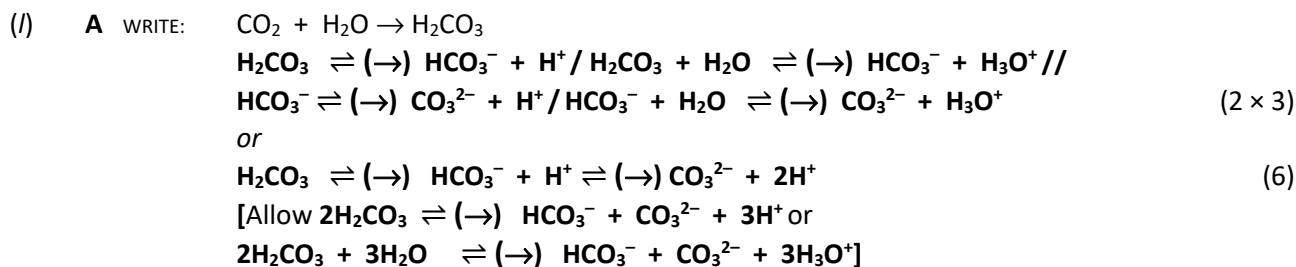 (l) A WRITE: CO₂ + H₂O → H₂CO₃
H₂CO₃ ⇌ (→) HCO₃⁻ + H⁺ / H₂CO₃ + H₂O ⇌ (→) HCO₃⁻ + H₃O⁺ //
HCO₃⁻ ⇌ (→) CO₃²⁻ + H⁺ / HCO₃⁻ + H₂O ⇌ (→) CO₃²⁻ + H₃O⁺ (2 × 3)
or
H₂CO₃ ⇌ (→) HCO₃⁻ + H⁺ ⇌ (→) CO₃²⁻ + 2H⁺ (6)
[Allow 2H₂CO₃ ⇌ (→) HCO₃⁻ + CO₃²⁻ + 3H⁺ or
2H₂CO₃ + 3H₂O ⇌ (→) HCO₃⁻ + CO₃²⁻ + 3H₃O⁺]